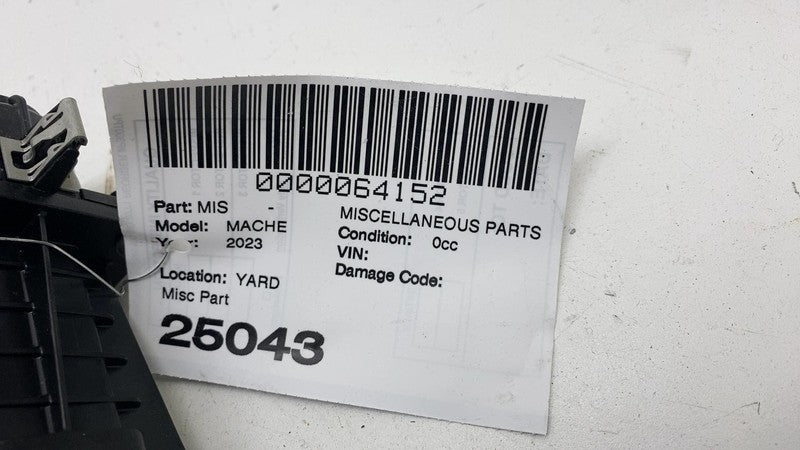 0000064152
Part: MIS -
MISCELLANEOUS PARTS
Model: MACHE
Condition: 0cc
Year: 2023
VIN:
Damage Code:
Location: YARD
Misc Part
25043